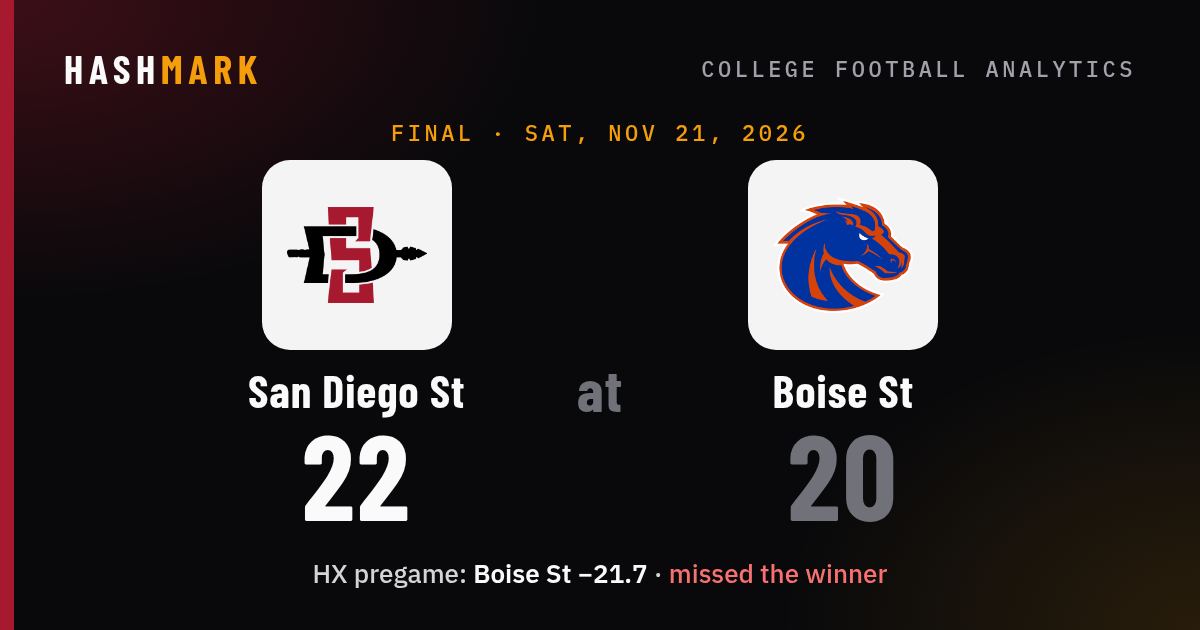 HASHMARK
COLLEGE FOOTBALL ANALYTICS
FINAL · SAT, NOV 21, 2026
San Diego St
at
Boise St
22
20
HX pregame: Boise St −21.7 · missed the winner